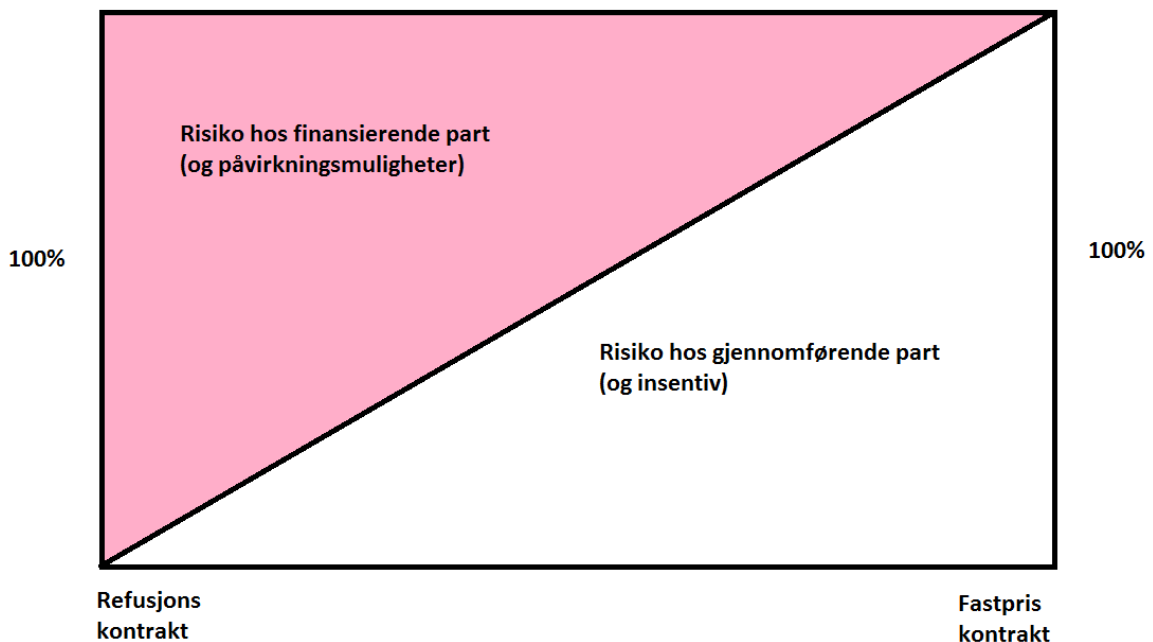 Risiko hos finansierende part
(og påvirkningsmuligheter)
100%
100%
Risiko hos gjennomførende part
(og insentiv)
Refusjons
kontrakt
Fastpris
kontrakt